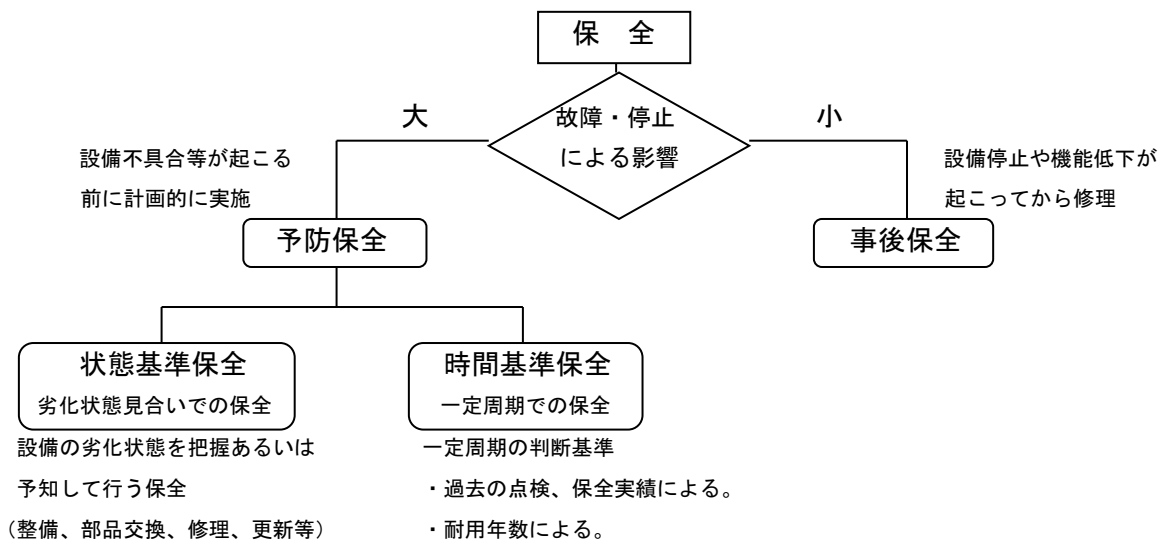 保　全
故障・停止
による影響
大
小
設備不具合等が起こる
前に計画的に実施
設備停止や機能低下が
起こってから修理
予防保全
事後保全
状態基準保全
劣化状態見合いでの保全
時間基準保全
一定周期での保全
設備の劣化状態を把握あるいは
予知して行う保全
（整備、部品交換、修理、更新等）
一定周期の判断基準
・過去の点検、保全実績による。
・耐用年数による。